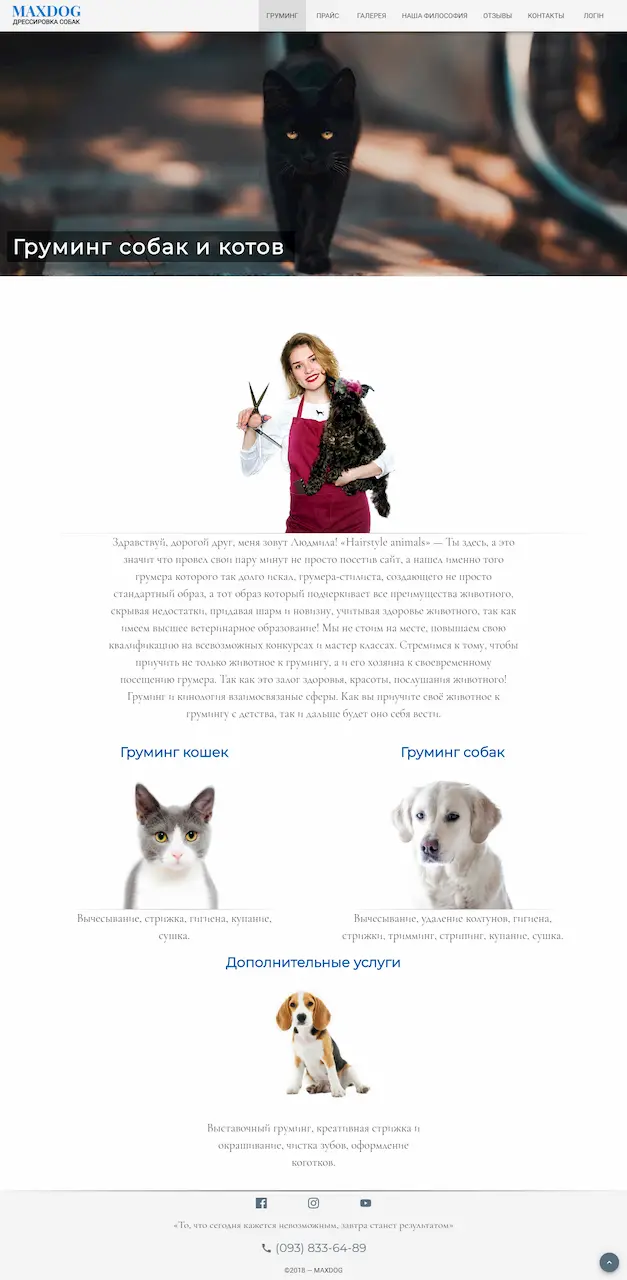 MAXDOG
ДРЕССИРОВКА СОБАК
ГРУМИНГ ПРАЙС ГАЛЕРЕЯ НАША ФИЛОСОФИЯ ОТЗЫВЫ КОНТАКТЫ ЛОГІН
Груминг собак и котов
Здравствуй, дорогой друг, меня зовут Людмила! «Hairstyle animals» — Ты здесь, а это
значит что провел свои пару минут не просто посетив сайт, а нашел именно того
грумера которого так долго искал, грумера-стилиста, создающего не просто
стандартный образ, а тот образ который подчеркивает все преимущества животного,
скрывая недостатки, придавая шарм и новизну, учитывая здоровье животного, так как
имеем высшее ветеринарное образование! Мы не стоим на месте, повышаем свою
квалификацию на всевозможных конкурсах и мастер классах. Стремимся к тому, чтобы
приучить не только животное к грумингу, а и его хозяина к своевременному
посещению грумера. Так как это залог здоровья, красоты, послушания животного!
Груминг и кинология взаимосвязаные сферы. Как вы приучите своё животное к
грумингу с детства, так и дальше будет оно себя вести.
Груминг кошек
Вычесывание, стрижка, гигиена, купание,
сушка.
Груминг собак
Вычесывание, удаление колтунов, гигиена,
стрижки, тримминг, стрипинг, купание, сушка.
Дополнительные услуги
Выставочный груминг, креативная стрижка и
окрашивание, чистка зубов, оформление
коготков.
«То, что сегодня кажется невозможным, завтра станет результатом»
(093) 833-64-89
©2018 — MAXDOG